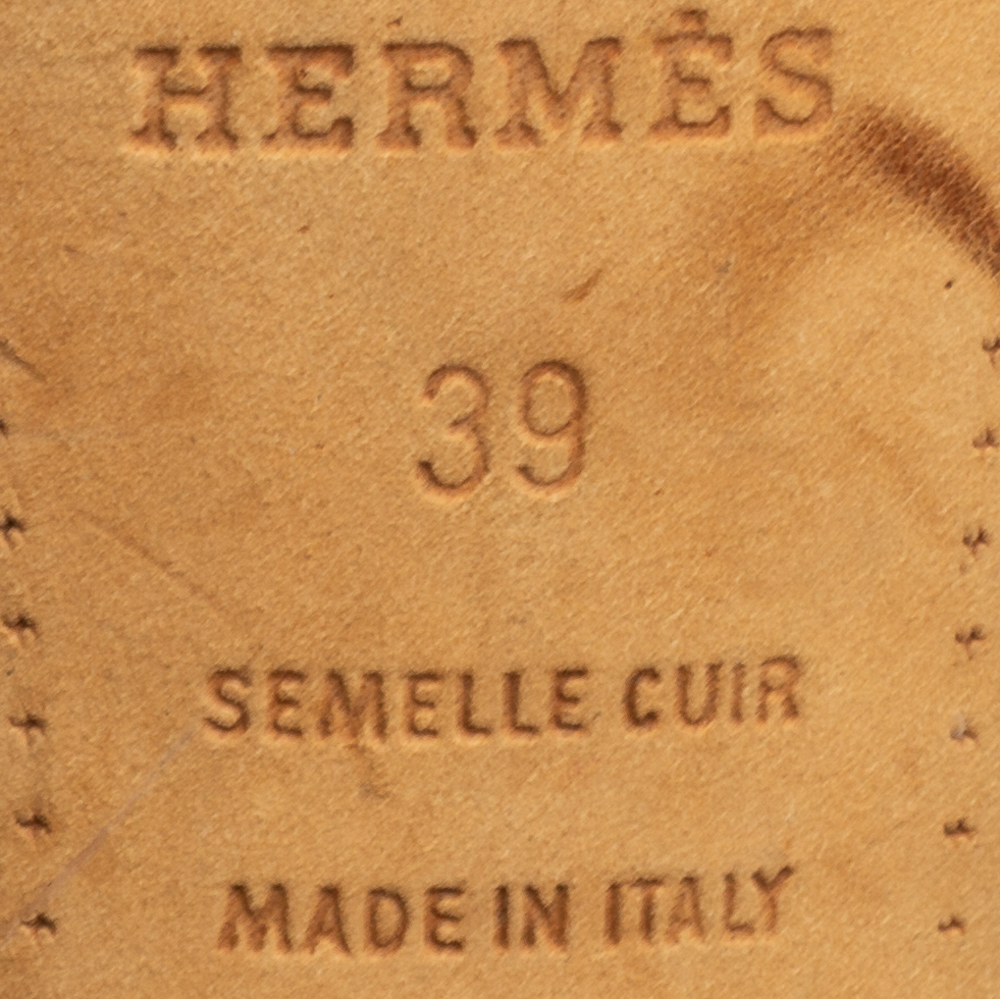 HERMÈS
39
SEMELLE CUIR
MADE IN ITALY